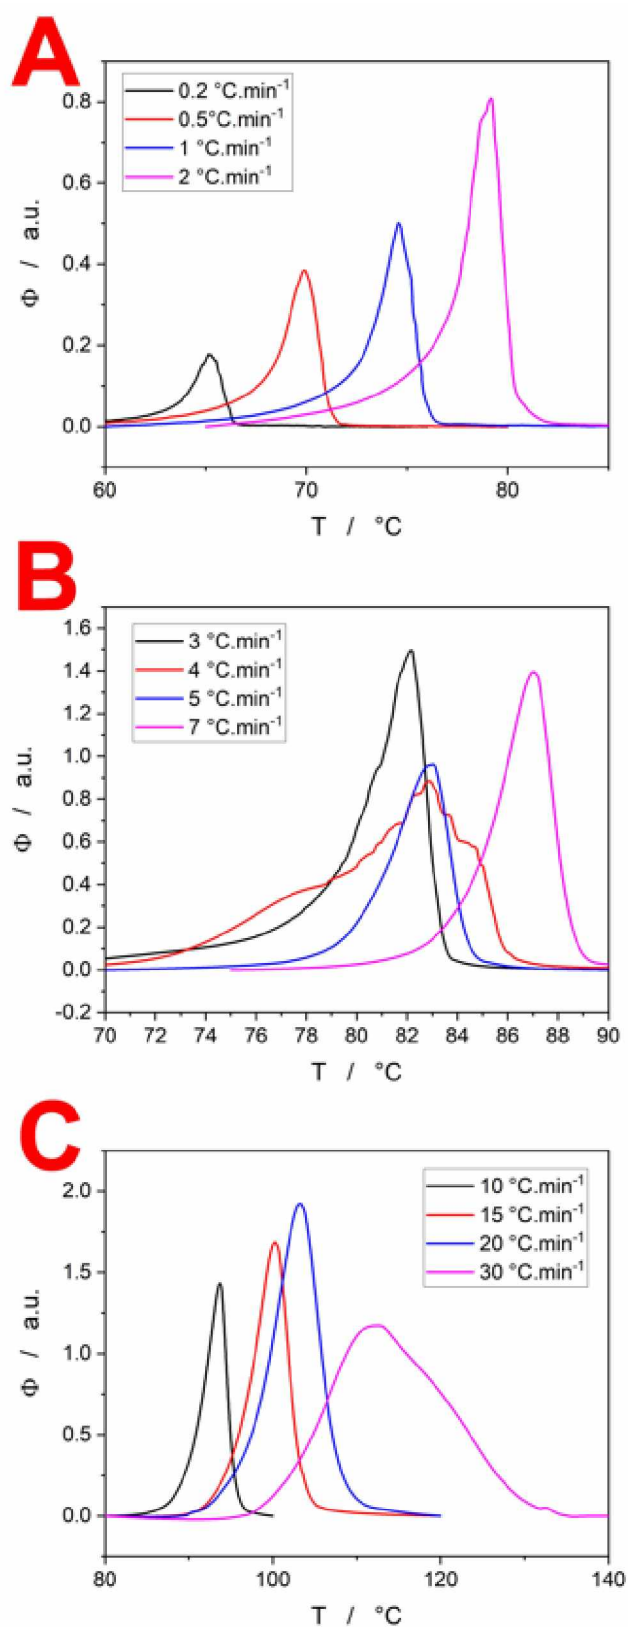 A
0.2 °C.min⁻¹
0.5°C.min⁻¹
1 °C.min⁻¹
2 °C.min⁻¹
0.8
0.6
0.4
0.2
0.0
Φ / a.u.
60 70 80
T / °C
B
3 °C.min⁻¹
4 °C.min⁻¹
5 °C.min⁻¹
7 °C.min⁻¹
1.6
1.4
1.2
1.0
0.8
0.6
0.4
0.2
0.0
-0.2
Φ / a.u.
70 72 74 76 78 80 82 84 86 88 90
T / °C
C
10 °C.min⁻¹
15 °C.min⁻¹
20 °C.min⁻¹
30 °C.min⁻¹
2.0
1.5
1.0
0.5
0.0
Φ / a.u.
80 100 120 140
T / °C